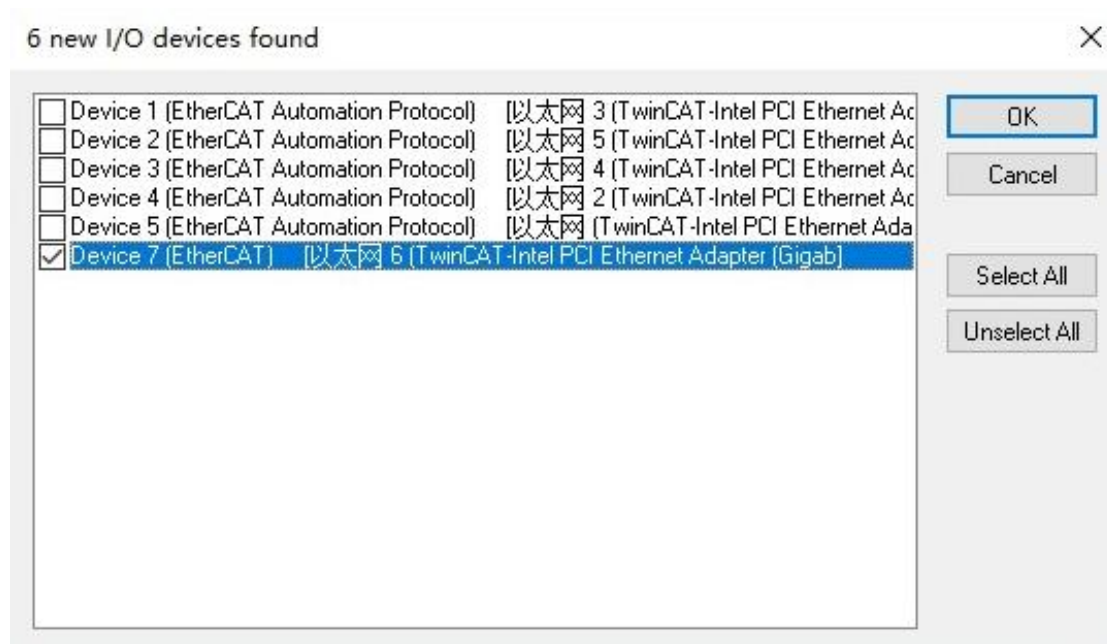 6 new I/O devices found
Device 1 (EtherCAT Automation Protocol) [以太网 3 (TwinCAT-Intel PCI Ethernet Ac
Device 2 (EtherCAT Automation Protocol) [以太网 5 (TwinCAT-Intel PCI Ethernet Ac
Device 3 (EtherCAT Automation Protocol) [以太网 4 (TwinCAT-Intel PCI Ethernet Ac
Device 4 (EtherCAT Automation Protocol) [以太网 2 (TwinCAT-Intel PCI Ethernet Ac
Device 5 (EtherCAT Automation Protocol) [以太网 (TwinCAT-Intel PCI Ethernet Ada
Device 7 (EtherCAT) [以太网 6 (TwinCAT-Intel PCI Ethernet Adapter (Gigab]
OK
Cancel
Select All
Unselect All